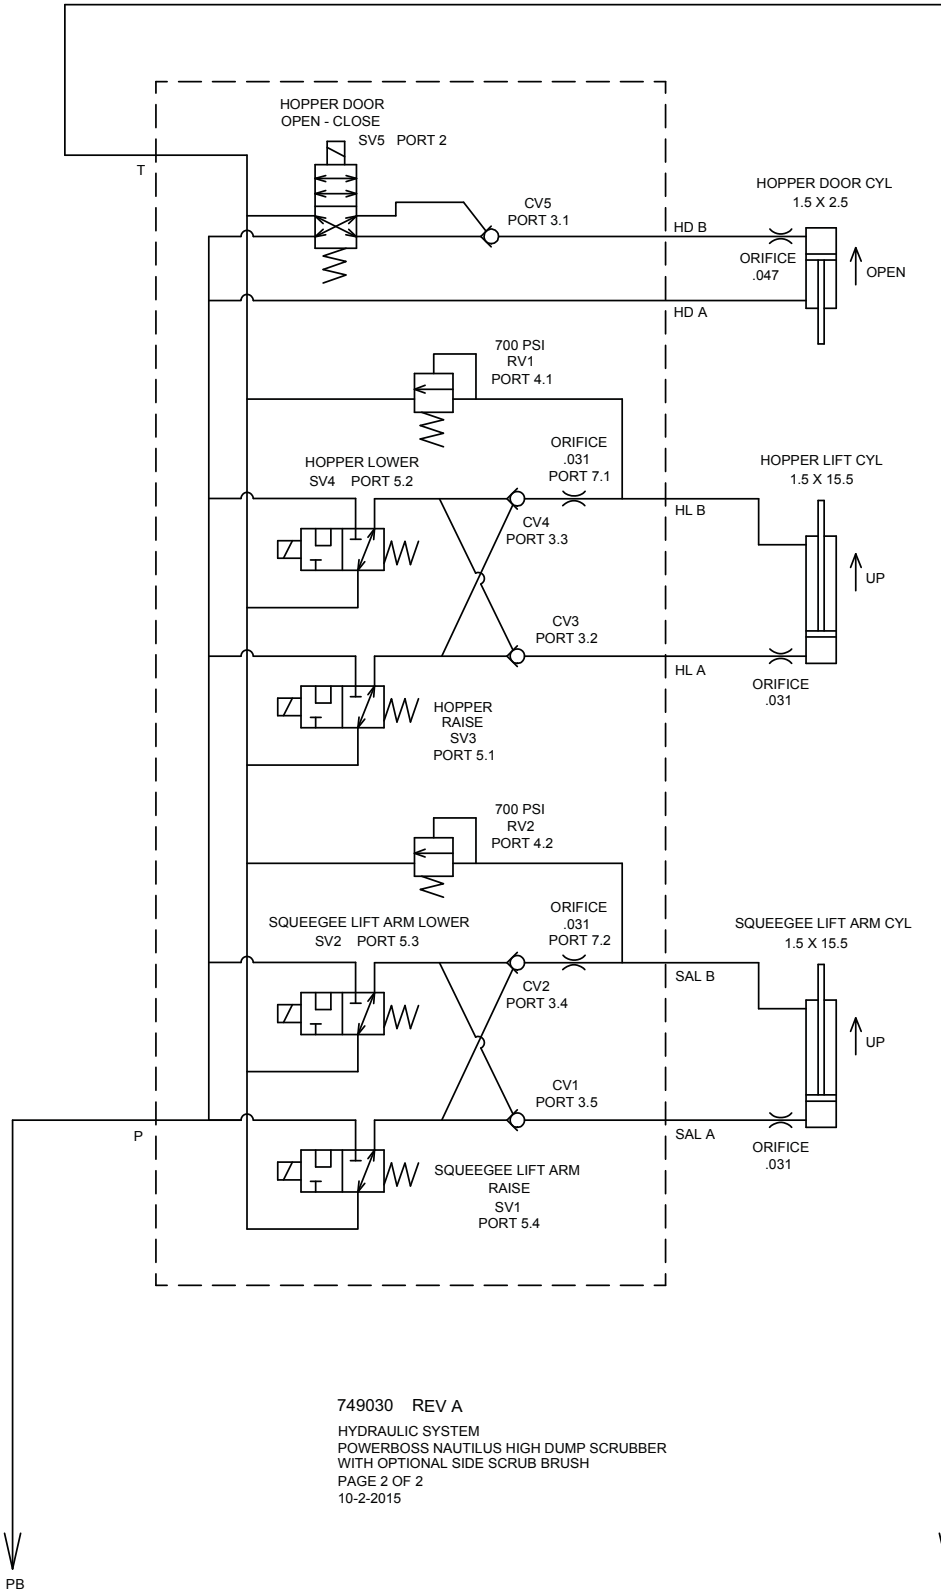 HOPPER DOOR
OPEN - CLOSE
SV5 PORT 2
T
CV5
PORT 3.1
HD B
HOPPER DOOR CYL
1.5 X 2.5
ORIFICE
.047
OPEN
HD A
700 PSI
RV1
PORT 4.1
HOPPER LOWER
SV4 PORT 5.2
ORIFICE
.031
PORT 7.1
HOPPER LIFT CYL
1.5 X 15.5
CV4
PORT 3.3
HL B
UP
CV3
PORT 3.2
HL A
ORIFICE
.031
HOPPER
RAISE
SV3
PORT 5.1
700 PSI
RV2
PORT 4.2
SQUEEGEE LIFT ARM LOWER
SV2 PORT 5.3
ORIFICE
.031
PORT 7.2
SQUEEGEE LIFT ARM CYL
1.5 X 15.5
CV2
PORT 3.4
SAL B
UP
CV1
PORT 3.5
P
SAL A
ORIFICE
.031
SQUEEGEE LIFT ARM
RAISE
SV1
PORT 5.4
749030 REV A
HYDRAULIC SYSTEM
POWERBOSS NAUTILUS HIGH DUMP SCRUBBER
WITH OPTIONAL SIDE SCRUB BRUSH
PAGE 2 OF 2
10-2-2015
PB